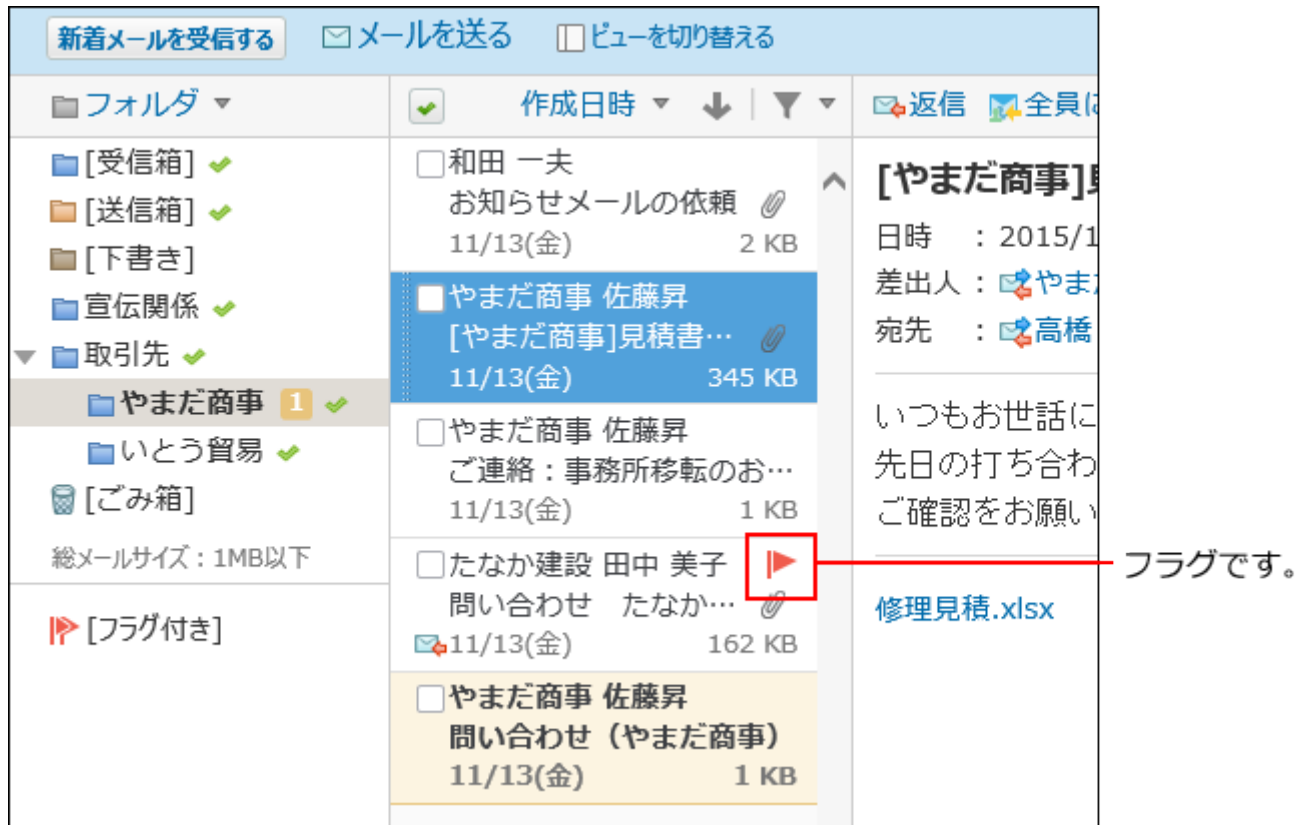 新着メールを受信する メールを送る ビューを切り替える
フォルダ
[受信箱]
[送信箱]
[下書き]
宣伝関係
取引先
やまだ商事 1
いとう貿易
[ごみ箱]
総メールサイズ：1MB以下
[フラグ付き]
作成日時
和田 一夫
お知らせメールの依頼
11/13(金) 2 KB
やまだ商事 佐藤昇
[やまだ商事]見積書…
11/13(金) 345 KB
やまだ商事 佐藤昇
ご連絡：事務所移転のお…
11/13(金) 1 KB
たなか建設 田中 美子
問い合わせ　たなか…
11/13(金) 162 KB
やまだ商事 佐藤昇
問い合わせ（やまだ商事）
11/13(金) 1 KB
返信 全員に
[やまだ商事]見
日時 ：2015/1
差出人：やまだ
宛先 ：高橋
いつもお世話に
先日の打ち合わ
ご確認をお願い
修理見積.xlsx
フラグです。